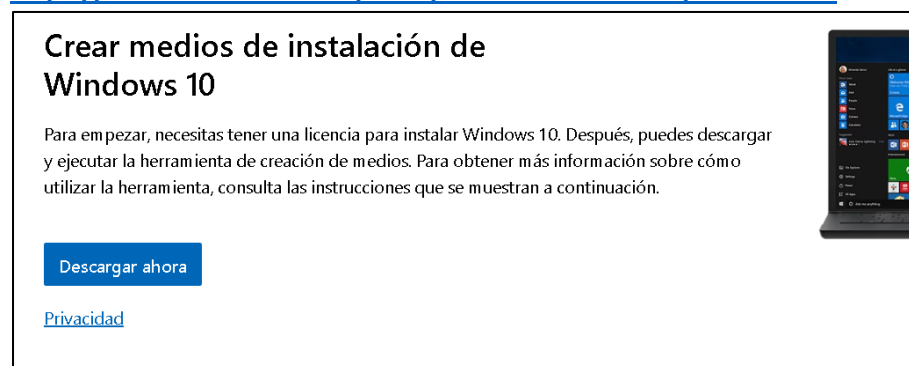 Crear medios de instalación de
Windows 10
Para empezar, necesitas tener una licencia para instalar Windows 10. Después, puedes descargar
y ejecutar la herramienta de creación de medios. Para obtener más información sobre cómo
utilizar la herramienta, consulta las instrucciones que se muestran a continuación.
Descargar ahora
Privacidad